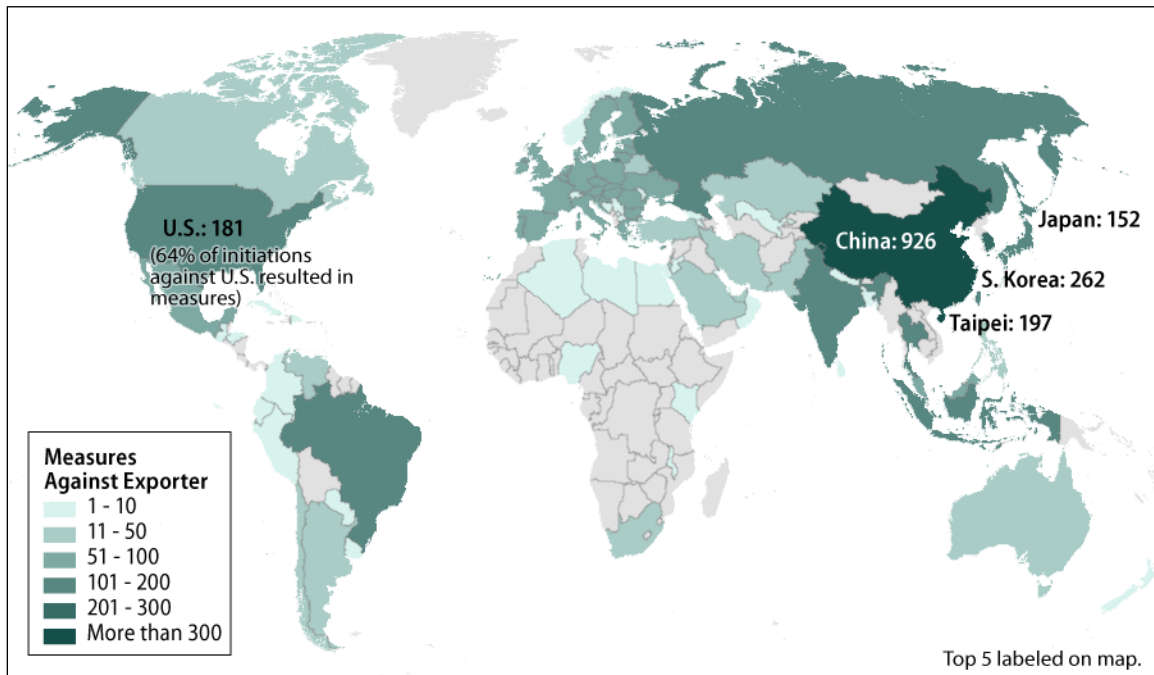 Japan: 152
U.S.: 181
(64% of initiations
against U.S. resulted in
measures)
China: 926
S. Korea: 262
Taipei: 197
Measures
Against Exporter
1 - 10
11 - 50
51 - 100
101 - 200
201 - 300
More than 300
Top 5 labeled on map.